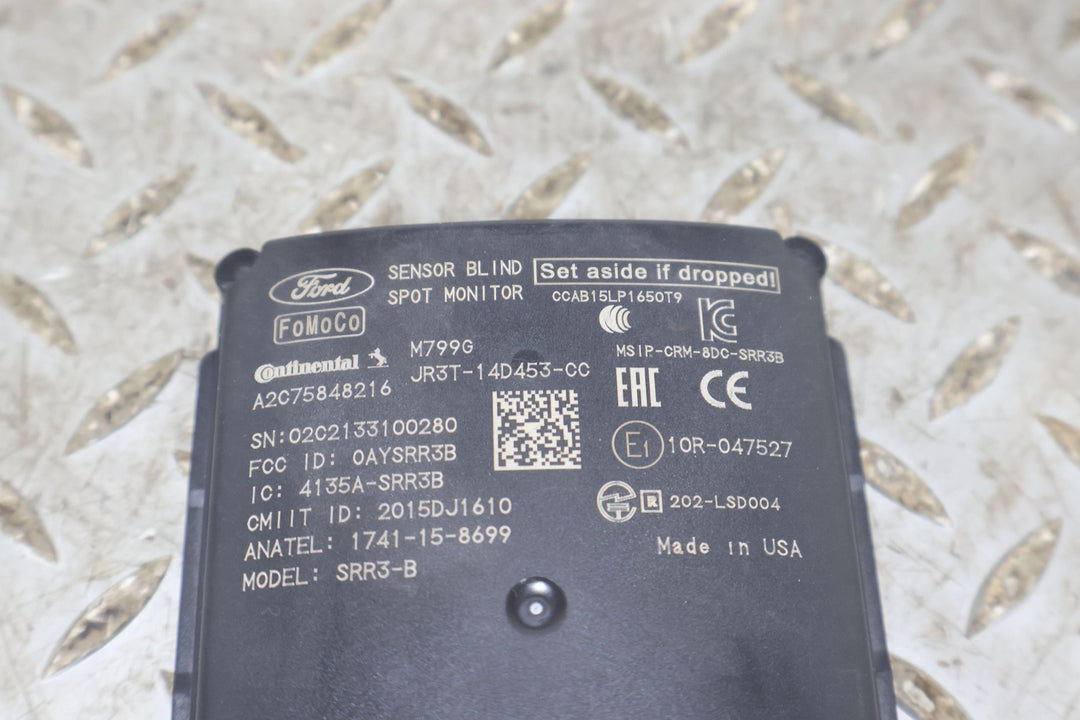 Ford
FoMoCo
SENSOR BLIND
SPOT MONITOR
Set aside if dropped!
CCAB15LP1650T9
Continental
A2C75848216
M799G
JR3T-14D453-CC
MSIP-CRM-8DC-SRR3B
EAC CE
SN:02C2133100280
FCC ID: OAYSRR3B
IC: 4135A-SRR3B
CMIIT ID: 2015DJ1610
ANATEL: 1741-15-8699
MODEL: SRR3-B
E1 10R-047527
R 202-LSD004
Made in USA